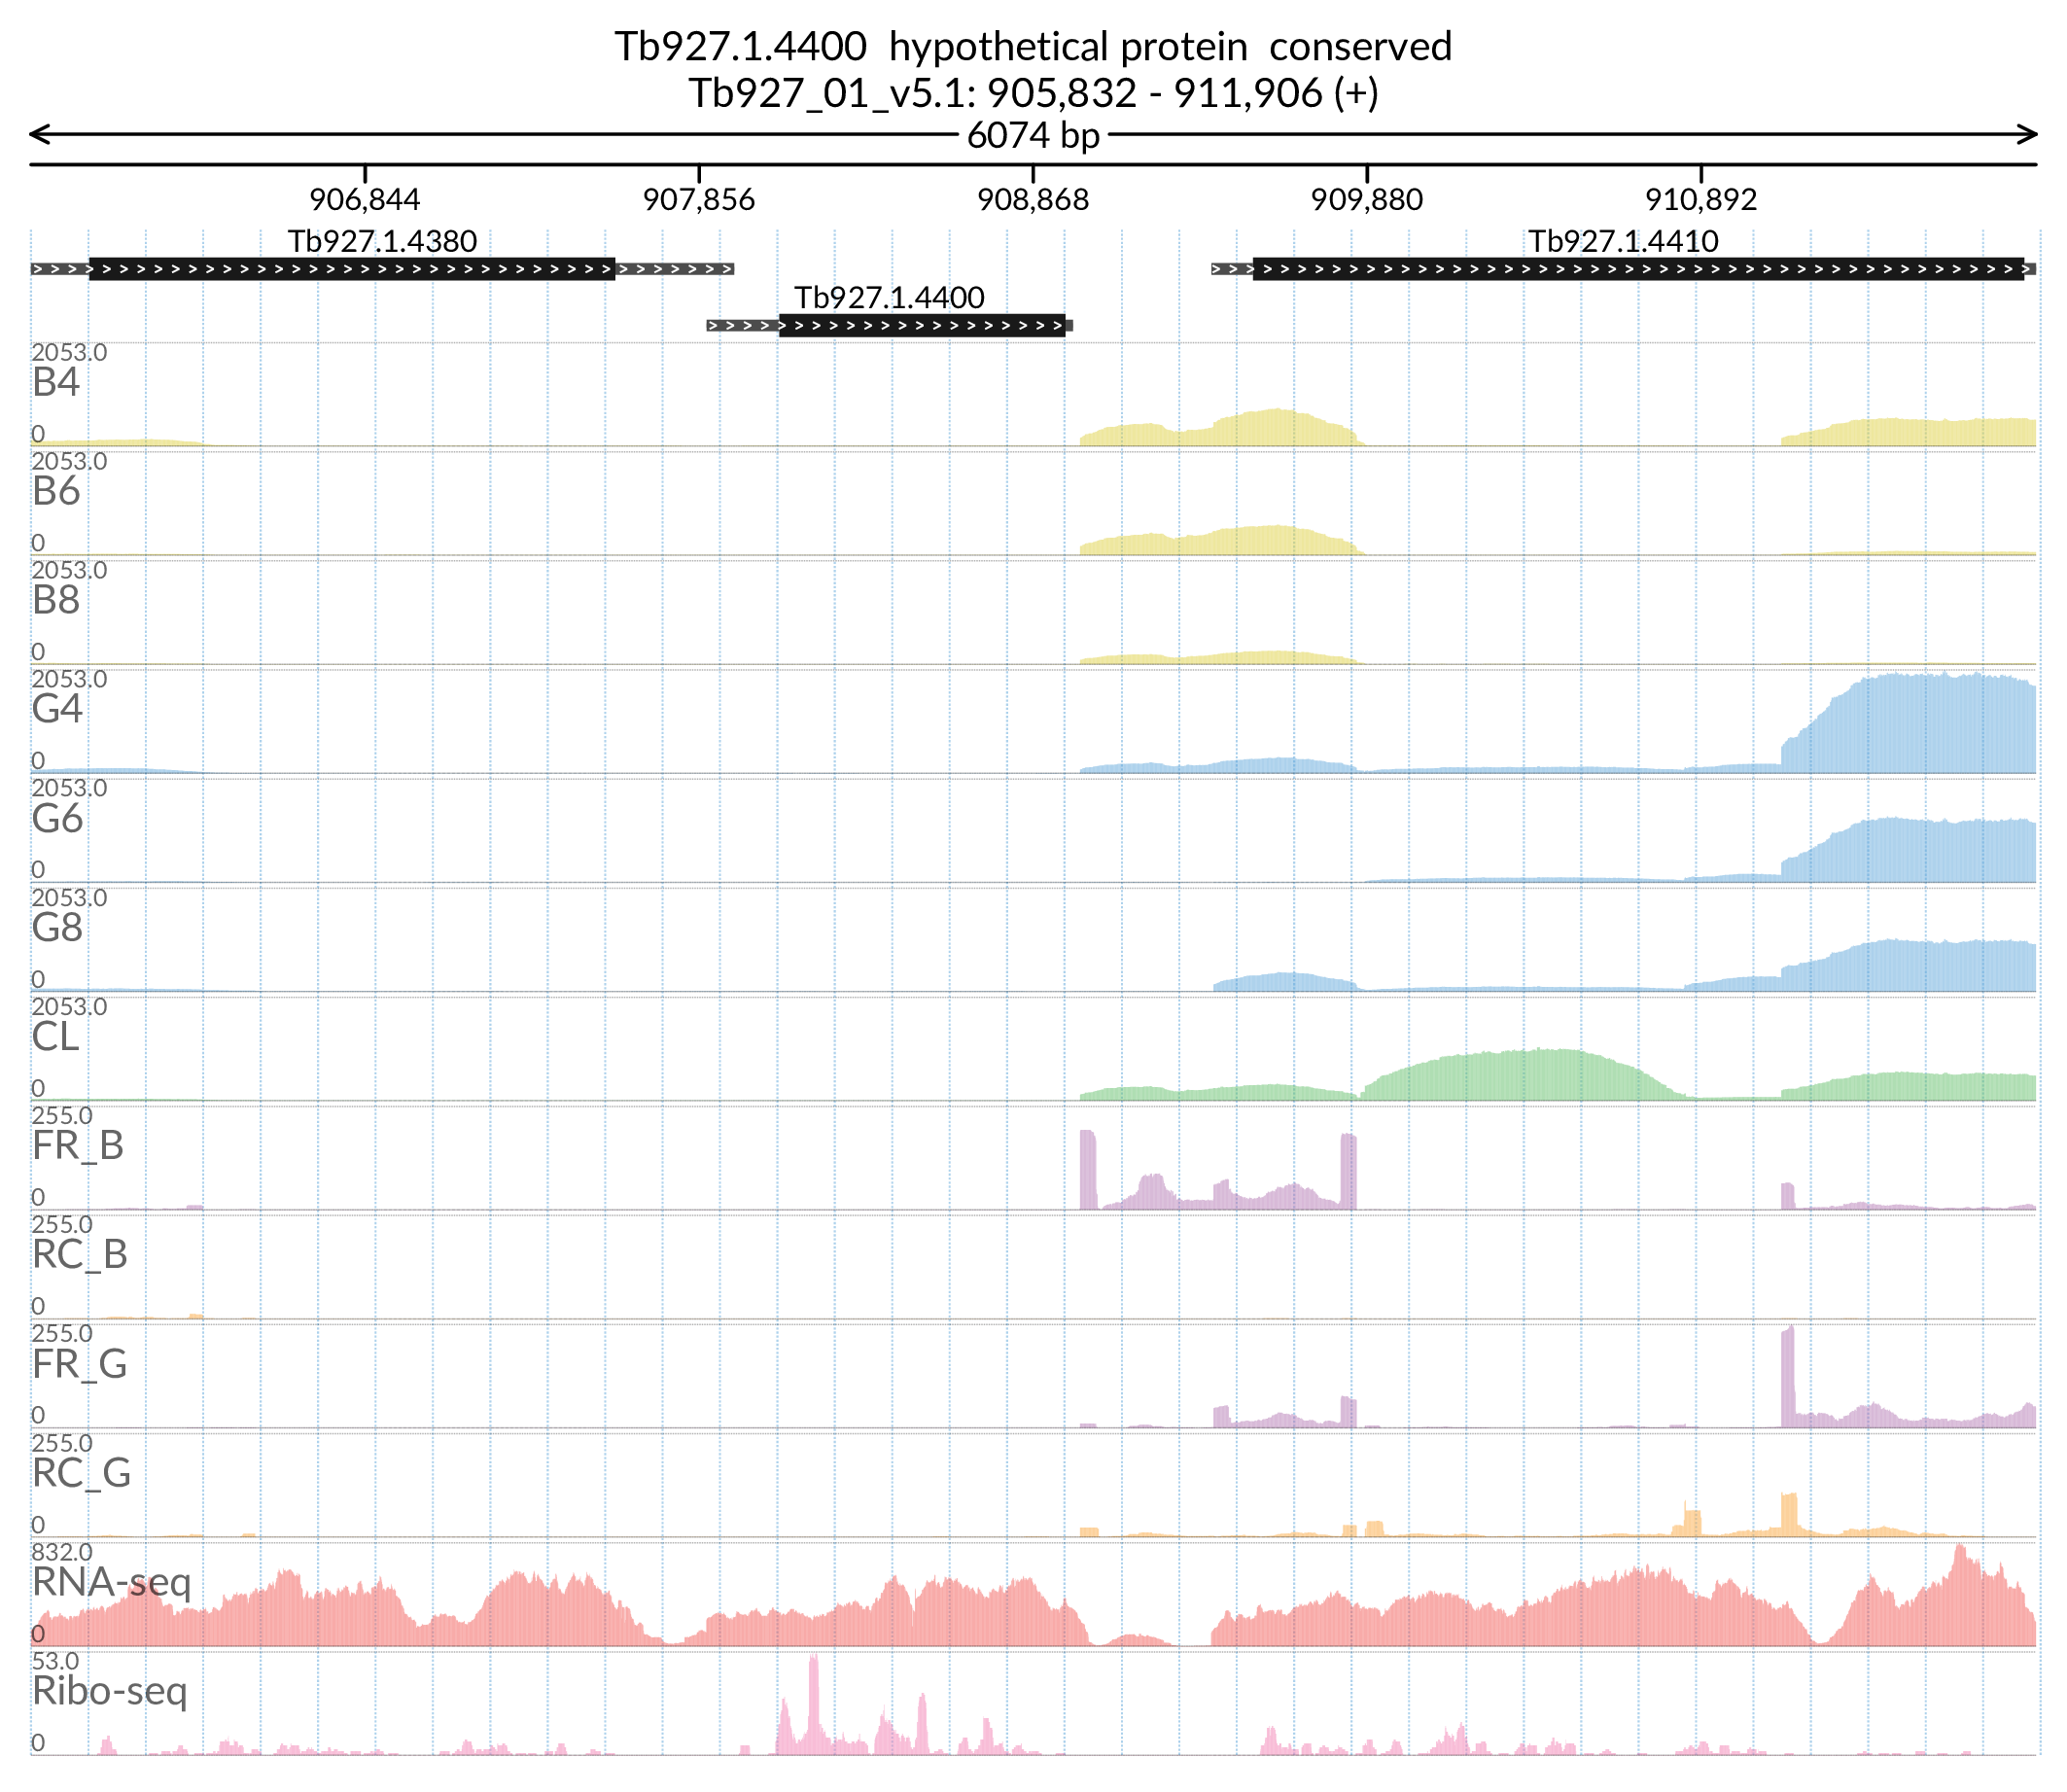 Tb927.1.4400 hypothetical protein conserved
Tb927_01_v5.1: 905,832 - 911,906 (+)
6074 bp
906,844 907,856 908,868 909,880 910,892
Tb927.1.4380 Tb927.1.4410
Tb927.1.4400
2053.0
B4
0
2053.0
B6
0
2053.0
B8
0
2053.0
G4
0
2053.0
G6
0
2053.0
G8
0
2053.0
CL
0
255.0
FR_B
0
255.0
RC_B
0
255.0
FR_G
0
255.0
RC_G
0
832.0
RNA-seq
0
53.0
Ribo-seq
0